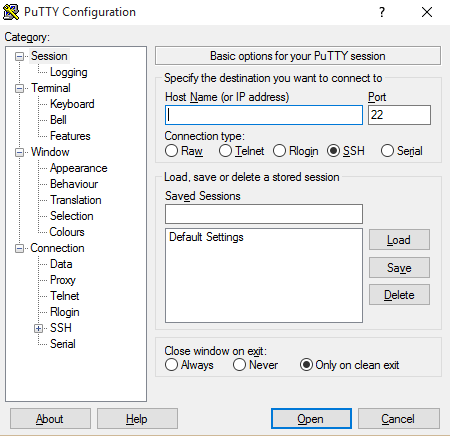 PuTTY Configuration
Category:
Session
Logging
Terminal
Keyboard
Bell
Features
Window
Appearance
Behaviour
Translation
Selection
Colours
Connection
Data
Proxy
Telnet
Rlogin
SSH
Serial
Basic options for your PuTTY session
Specify the destination you want to connect to
Host Name (or IP address) Port
22
Connection type:
Raw Telnet Rlogin SSH Serial
Load, save or delete a stored session
Saved Sessions
Default Settings
Load
Save
Delete
Close window on exit:
Always Never Only on clean exit
About Help Open Cancel